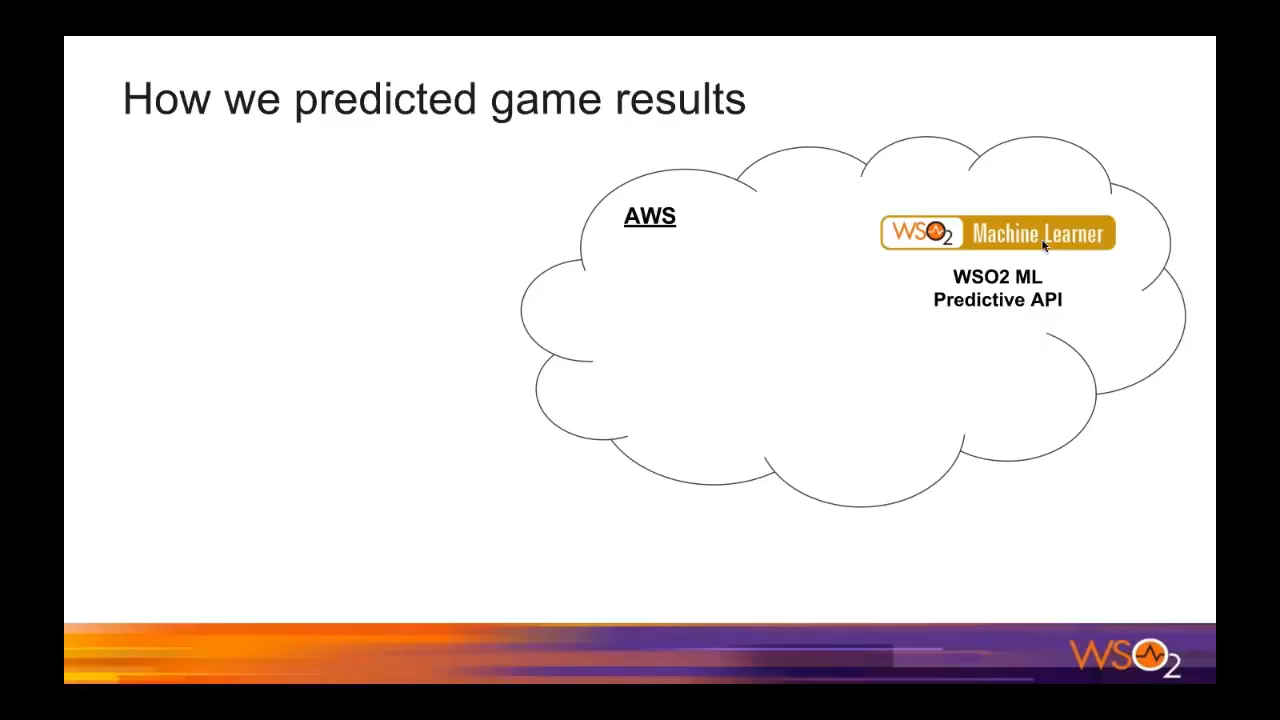 How we predicted game results
AWS
WSO2 Machine Learner
WSO2 ML
Predictive API
WSO2